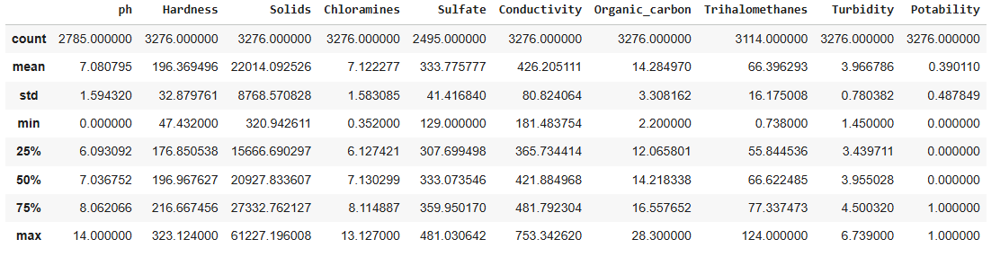 ph Hardness Solids Chloramines Sulfate Conductivity Organic_carbon Trihalomethanes Turbidity Potability
count 2785.000000 3276.000000 3276.000000 3276.000000 2495.000000 3276.000000 3276.000000 3114.000000 3276.000000 3276.000000
mean 7.080795 196.369496 22014.092526 7.122277 333.775777 426.205111 14.284970 66.396293 3.966786 0.390110
std 1.594320 32.879761 8768.570828 1.583085 41.416840 80.824064 3.308162 16.175008 0.780382 0.487849
min 0.000000 47.432000 320.942611 0.352000 129.000000 181.483754 2.200000 0.738000 1.450000 0.000000
25% 6.093092 176.850538 15666.690297 6.127421 307.699498 365.734414 12.065801 55.844536 3.439711 0.000000
50% 7.036752 196.967627 20927.833607 7.130299 333.073546 421.884968 14.218338 66.622485 3.955028 0.000000
75% 8.062066 216.667456 27332.762127 8.114887 359.950170 481.792304 16.557652 77.337473 4.500320 1.000000
max 14.000000 323.124000 61227.196008 13.127000 481.030642 753.342620 28.300000 124.000000 6.739000 1.000000